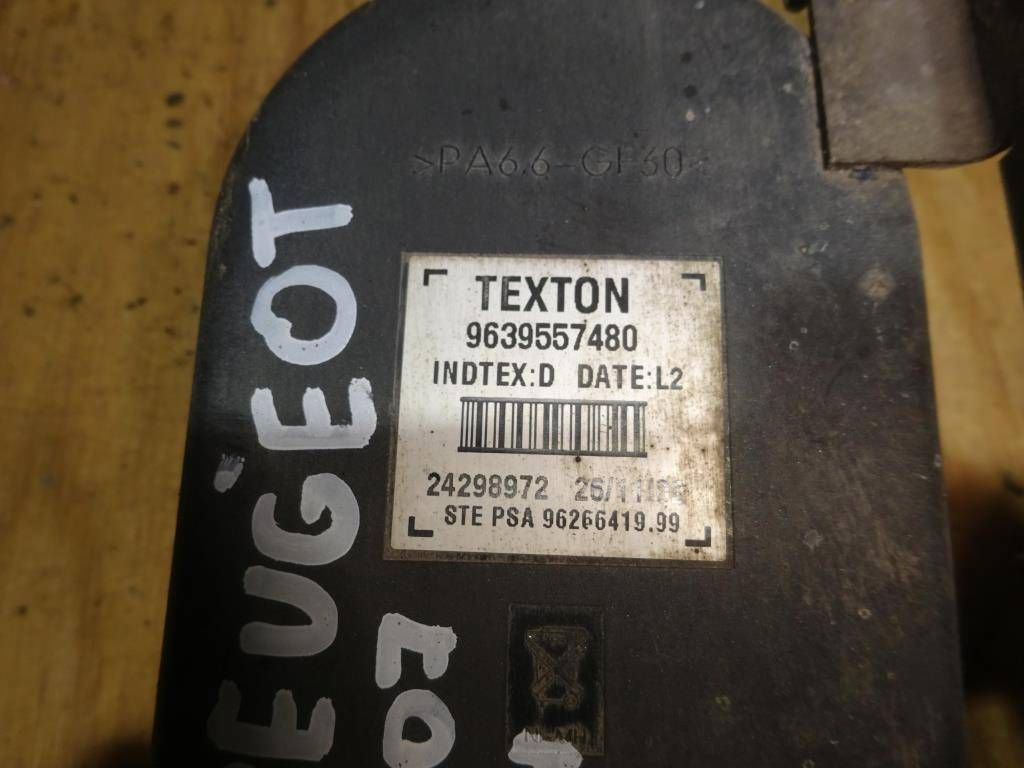 >PA6.6-GF30<
TEXTON
9639557480
INDTEX:D DATE:L2
24298972
STE PSA 96266419.99
PEUGEOT